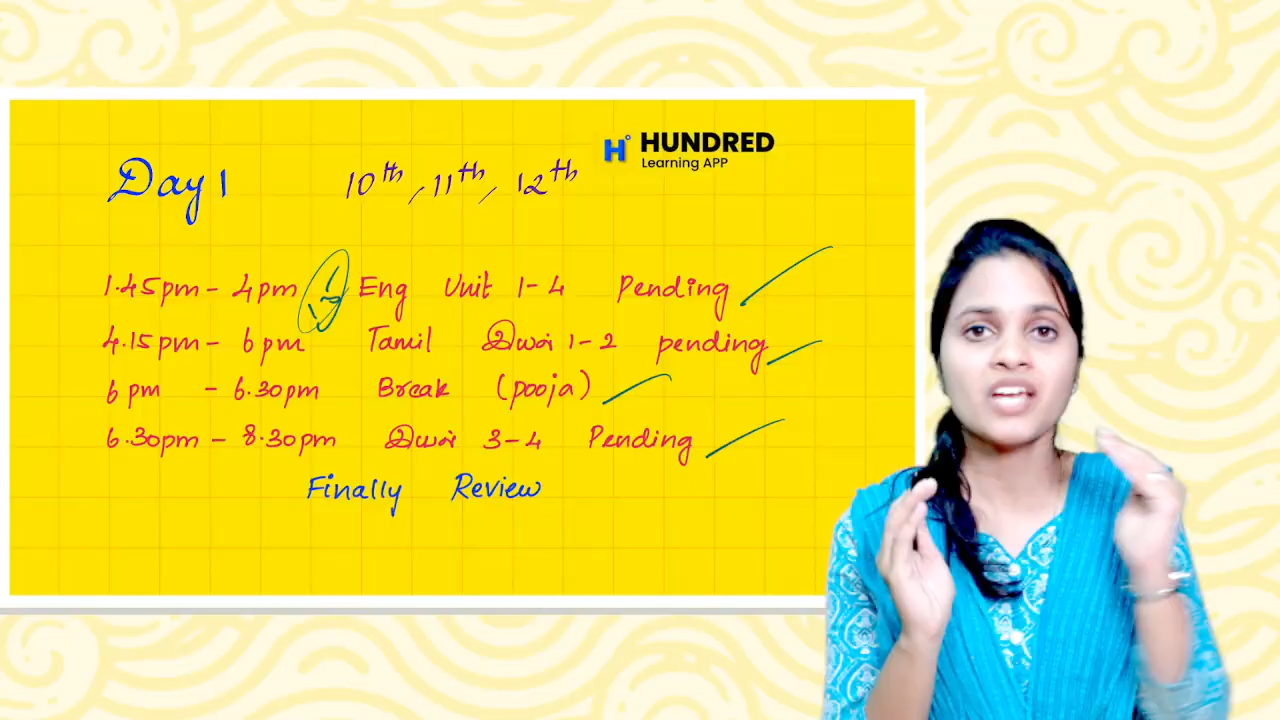 Day 1 10th, 11th, 12th
H HUNDRED
Learning APP
1.45pm - 4pm Eng Unit 1-4 Pending
4.15pm - 6pm Tamil இயல் 1-2 pending
6pm - 6.30pm Break (pooja)
6.30pm - 8.30pm இயல் 3-4 Pending
Finally Review